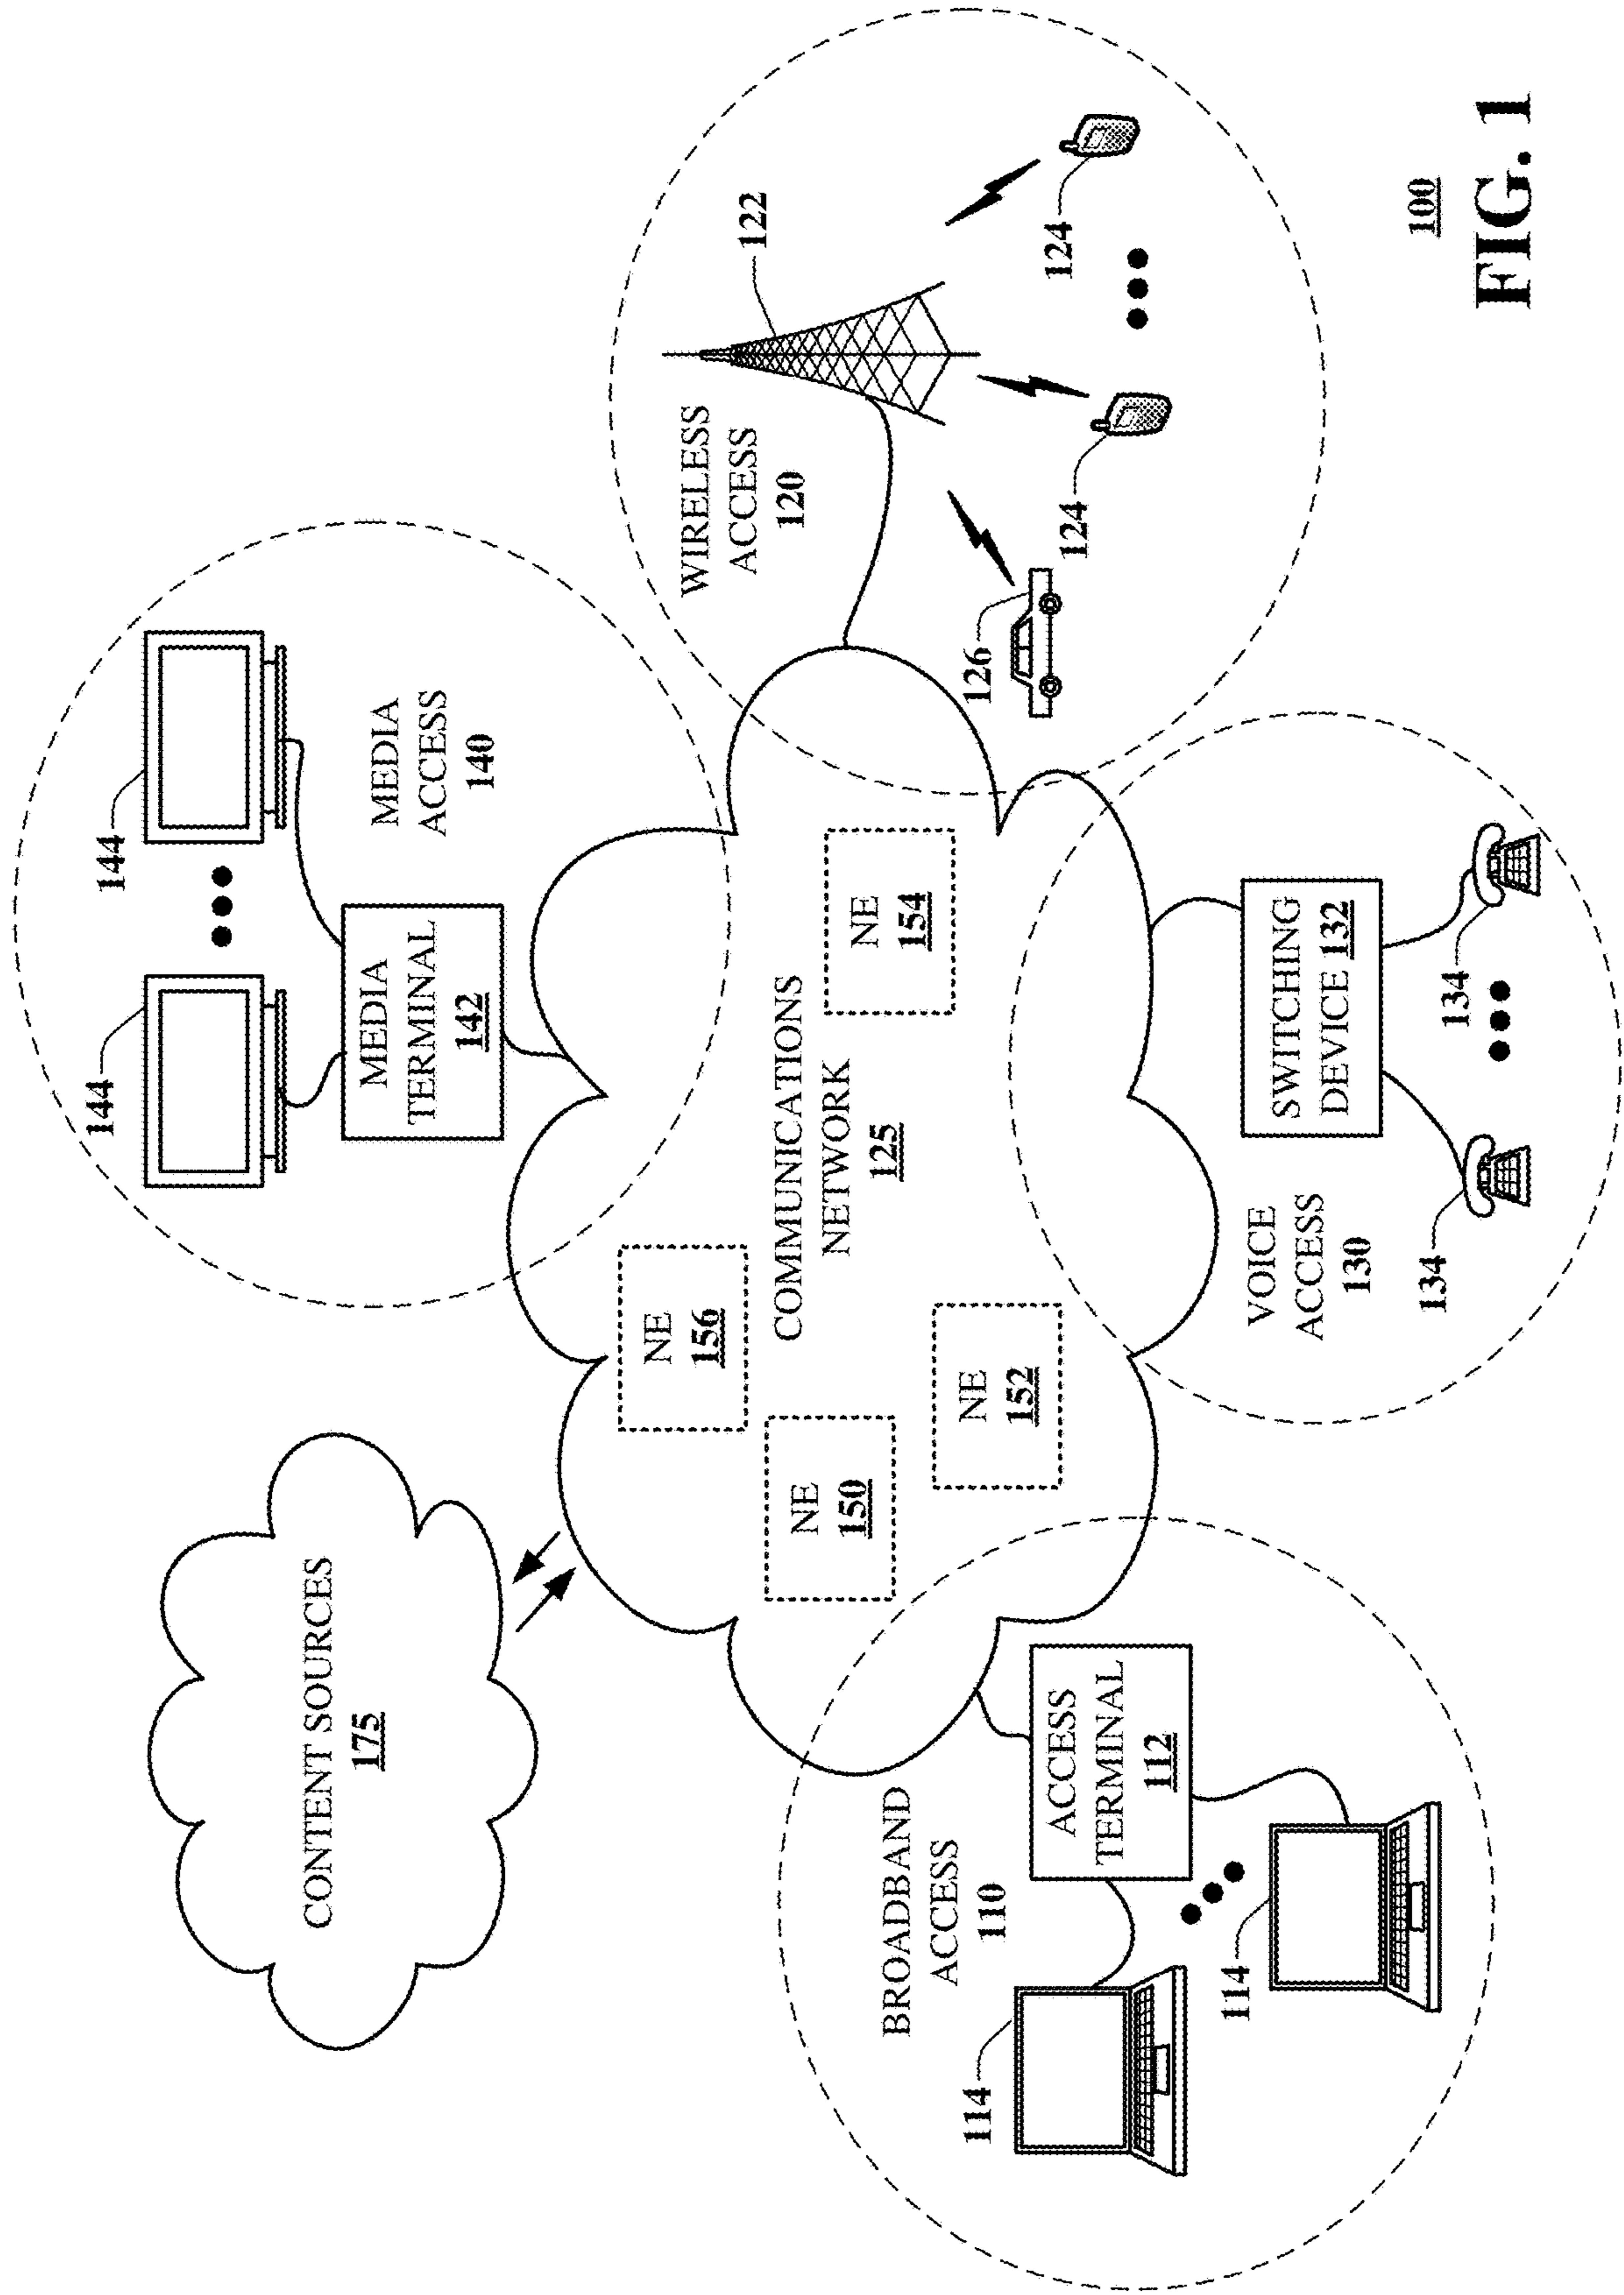 CONTENT SOURCES
175
144
144
MEDIA
TERMINAL
142
MEDIA
ACCESS
140
WIRELESS
ACCESS
120
122
124
124
126
NE
156
NE
150
NE
152
NE
154
COMMUNICATIONS
NETWORK
125
BROADBAND
ACCESS
110
ACCESS
TERMINAL
112
114
114
VOICE
ACCESS
130
SWITCHING
DEVICE 132
134
134
100
FIG. 1